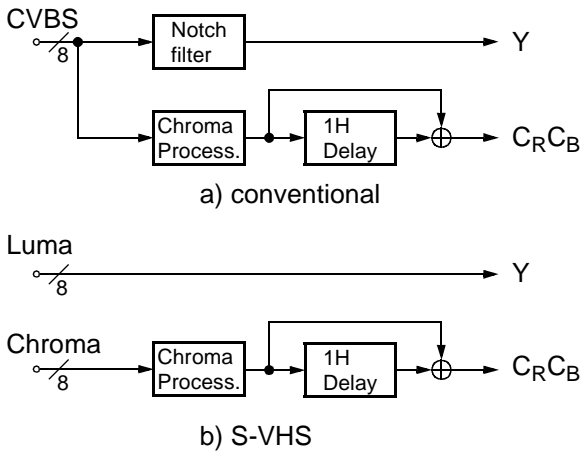 CVBS
8
Notch
filter
Y
Chroma
Process.
1H
Delay
CRCB
a) conventional
Luma
8
Y
Chroma
8
Chroma
Process.
1H
Delay
CRCB
b) S-VHS